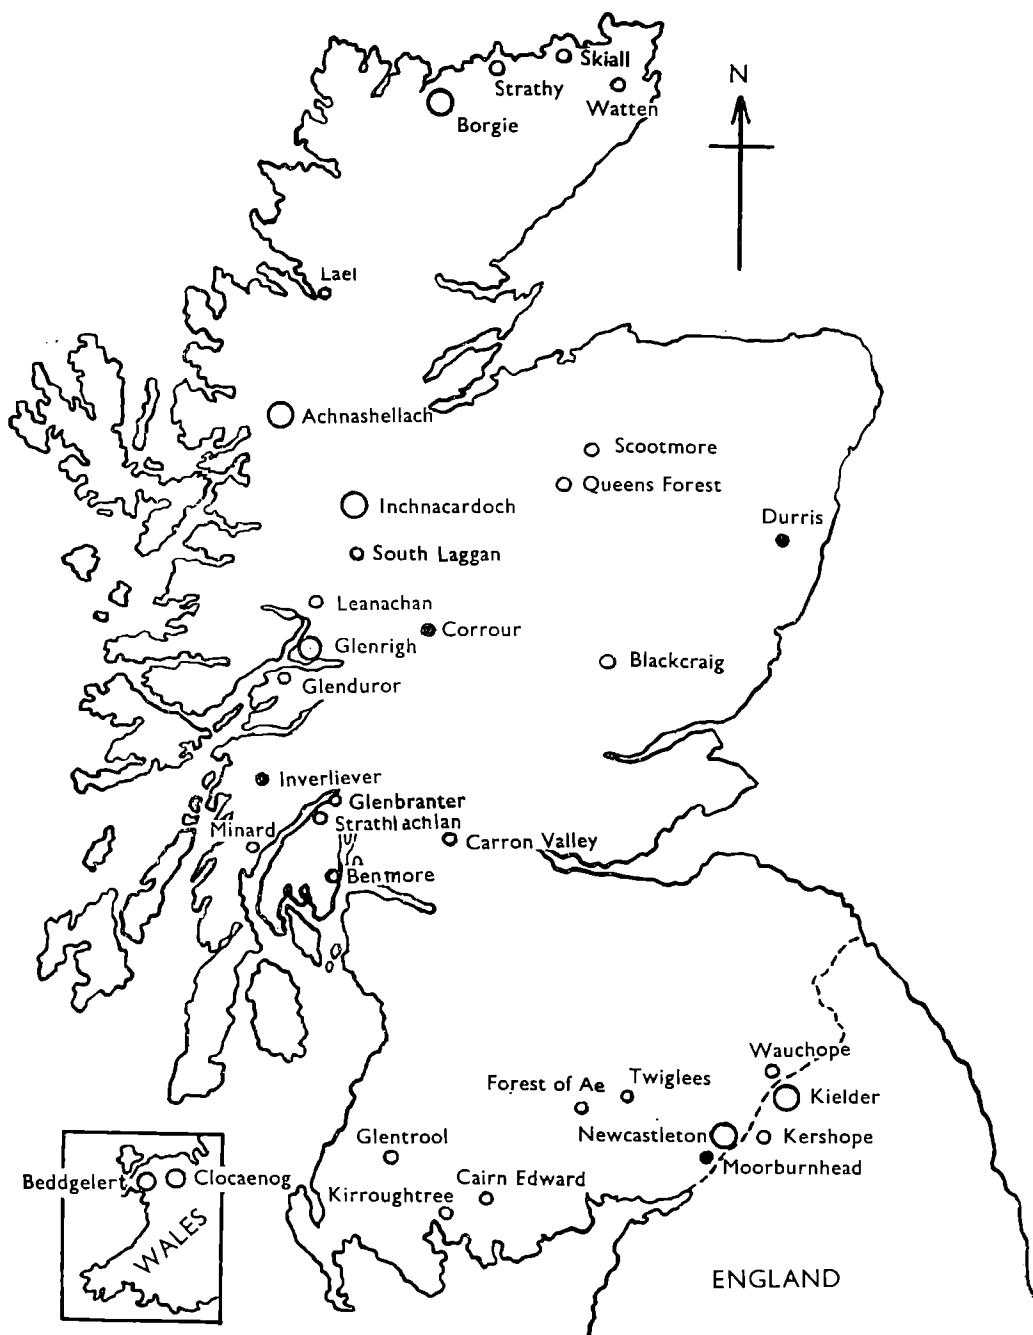 Skiall
N
Strathy
Watten
Borgie
Lael
Achnashellach
Scootmore
Queens Forest
Inchnacardoch
Durris
South Laggan
Leanachan
Corrour
Glenrigh
Blackcraig
Glenduror
Inverliever
Glenbranter
Strathlachlan
Minard
Carron Valley
Benmore
Wauchope
Twiglees
Forest of Ae
Kielder
Newcastleton
Kershope
Glentrool
Moorburnhead
Beddgelert
Clocaenog
Cairn Edward
Kirroughtree
WALES
ENGLAND